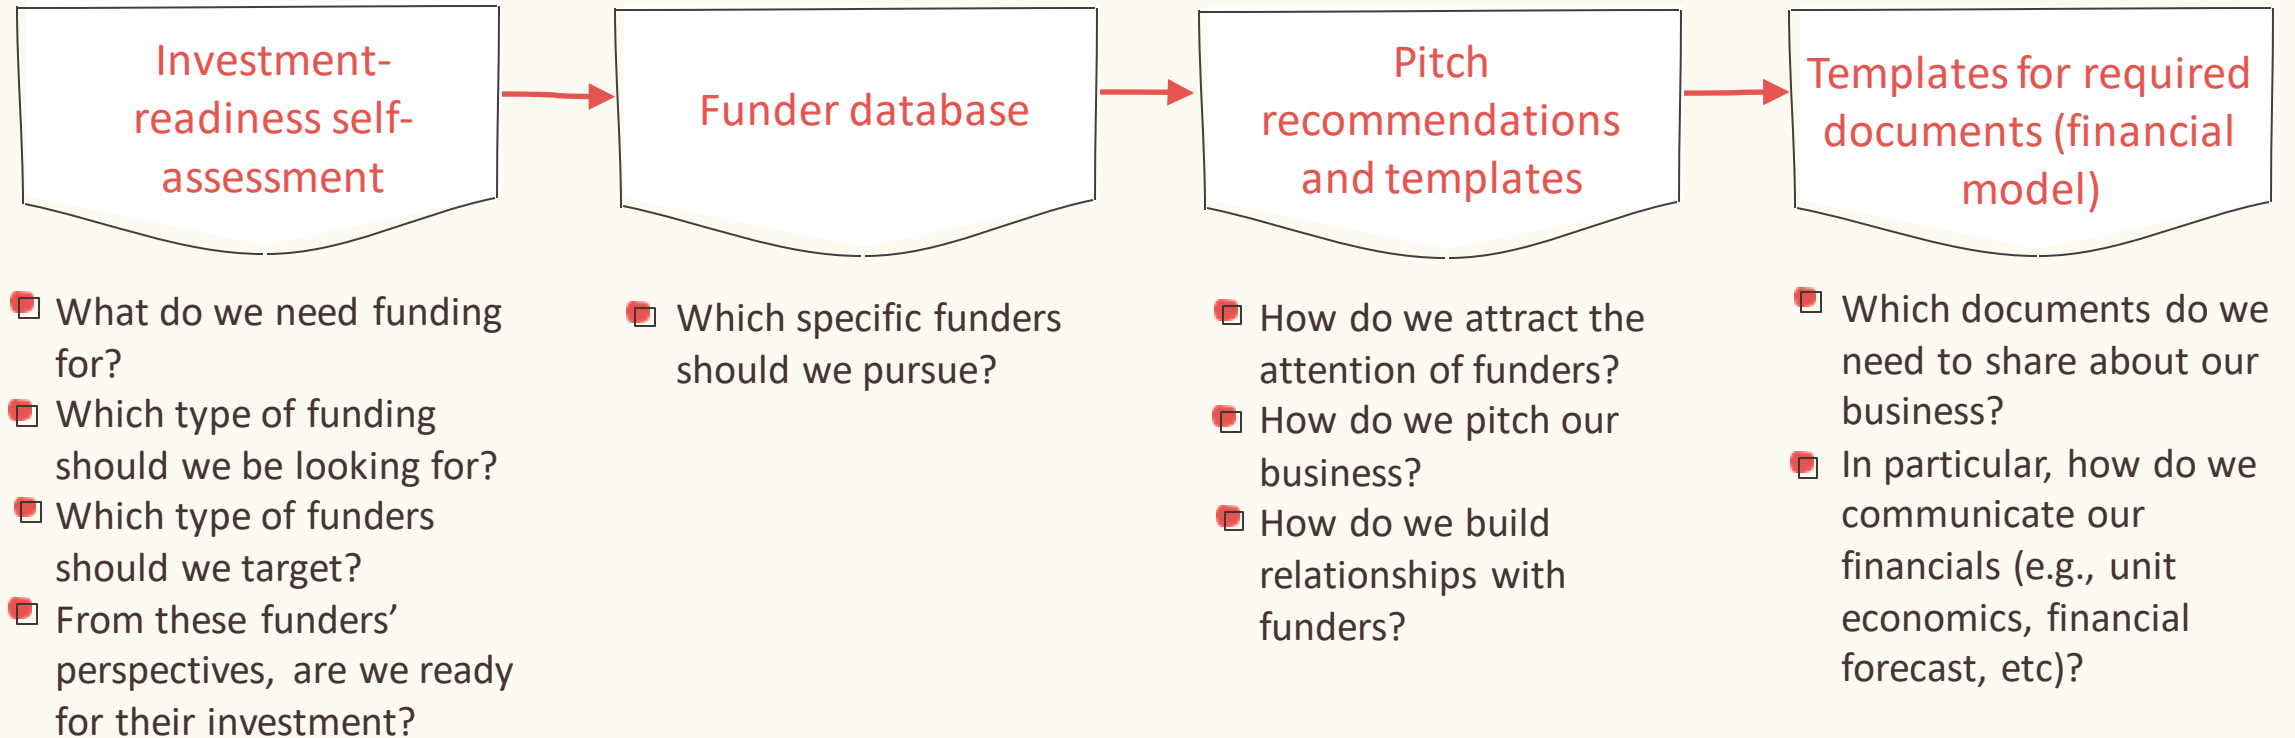 Investment-
readiness self-
assessment
Funder database
Pitch
recommendations
and templates
Templates for required
documents (financial
model)
What do we need funding
for?
Which type of funding
should we be looking for?
Which type of funders
should we target?
From these funders’
perspectives, are we ready
for their investment?
Which specific funders
should we pursue?
How do we attract the
attention of funders?
How do we pitch our
business?
How do we build
relationships with
funders?
Which documents do we
need to share about our
business?
In particular, how do we
communicate our
financials (e.g., unit
economics, financial
forecast, etc)?